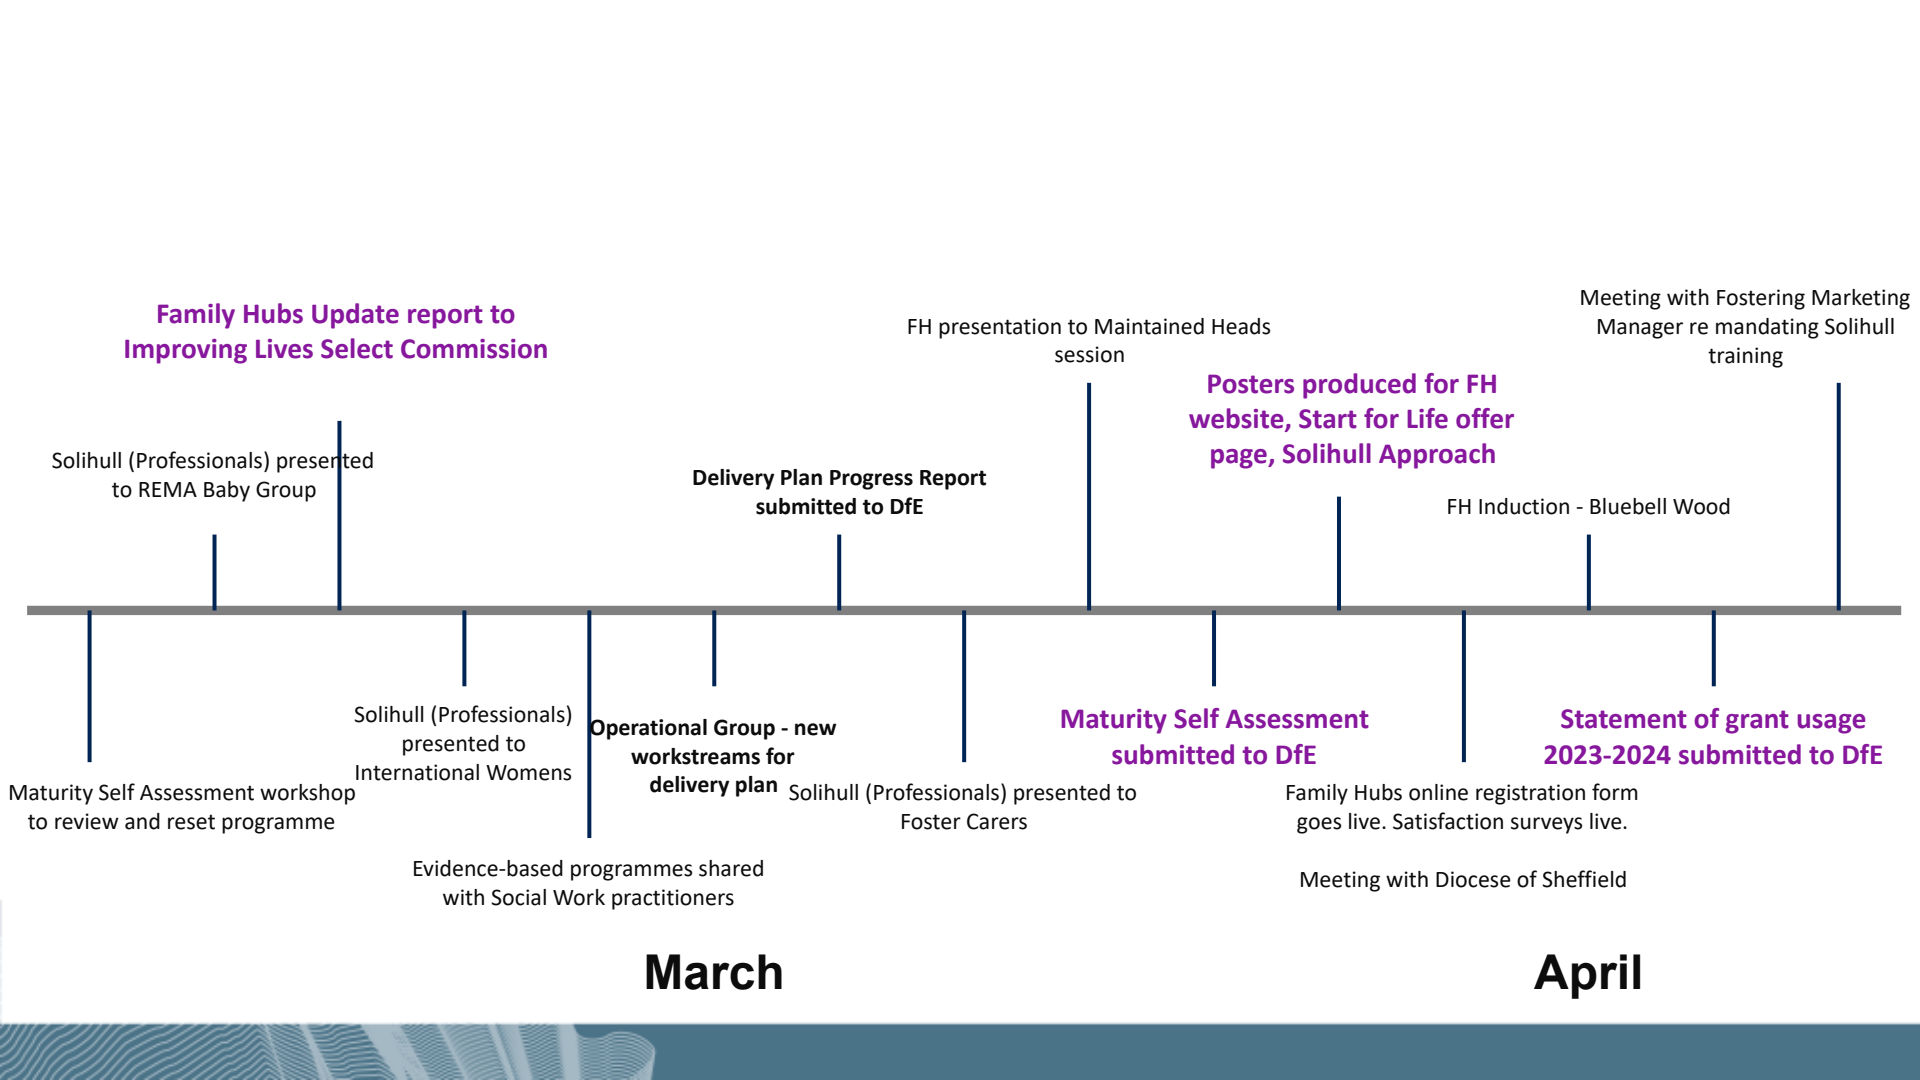 Family Hubs Update report to
Improving Lives Select Commission
Solihull (Professionals) presented
to REMA Baby Group
Delivery Plan Progress Report
submitted to DfE
FH presentation to Maintained Heads
session
Posters produced for FH
website, Start for Life offer
page, Solihull Approach
FH Induction - Bluebell Wood
Meeting with Fostering Marketing
Manager re mandating Solihull
training
Maturity Self Assessment workshop
to review and reset programme
Solihull (Professionals)
presented to
International Womens
Evidence-based programmes shared
with Social Work practitioners
Operational Group - new
workstreams for
delivery plan
Solihull (Professionals) presented to
Foster Carers
Maturity Self Assessment
submitted to DfE
Family Hubs online registration form
goes live. Satisfaction surveys live.
Meeting with Diocese of Sheffield
Statement of grant usage
2023-2024 submitted to DfE
March
April